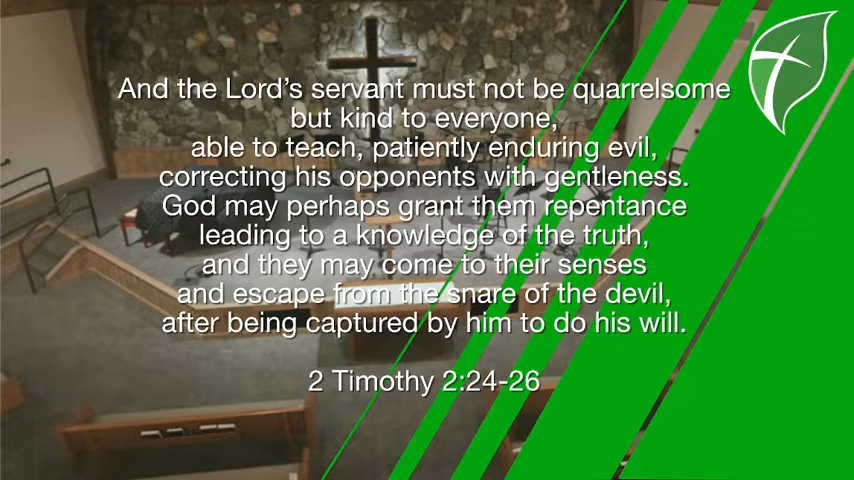 And the Lord's servant must not be quarrelsome
but kind to everyone,
able to teach, patiently enduring evil,
correcting his opponents with gentleness.
God may perhaps grant them repentance
leading to a knowledge of the truth,
and they may come to their senses
and escape from the snare of the devil,
after being captured by him to do his will.
2 Timothy 2:24-26